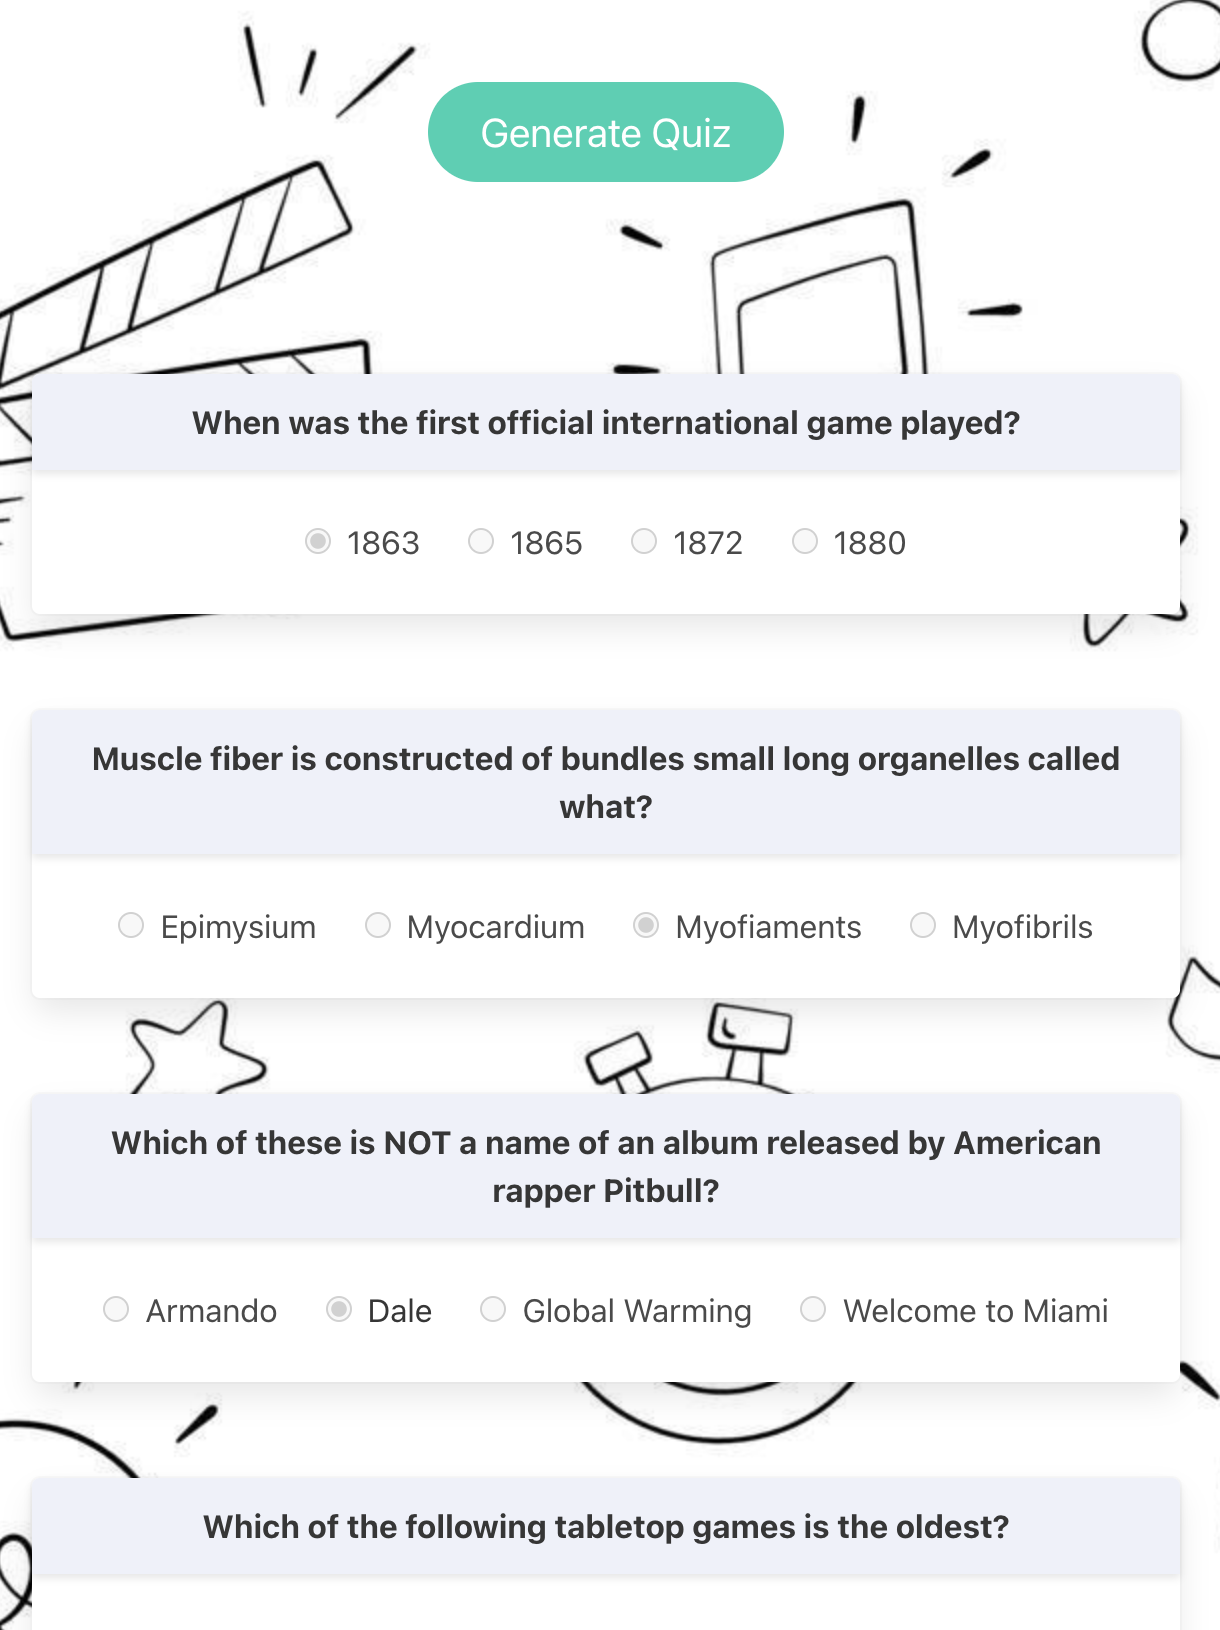 Generate Quiz
When was the first official international game played?
1863 1865 1872 1880
Muscle fiber is constructed of bundles small long organelles called
what?
Epimysium Myocardium Myofiaments Myofibrils
Which of these is NOT a name of an album released by American
rapper Pitbull?
Armando Dale Global Warming Welcome to Miami
Which of the following tabletop games is the oldest?